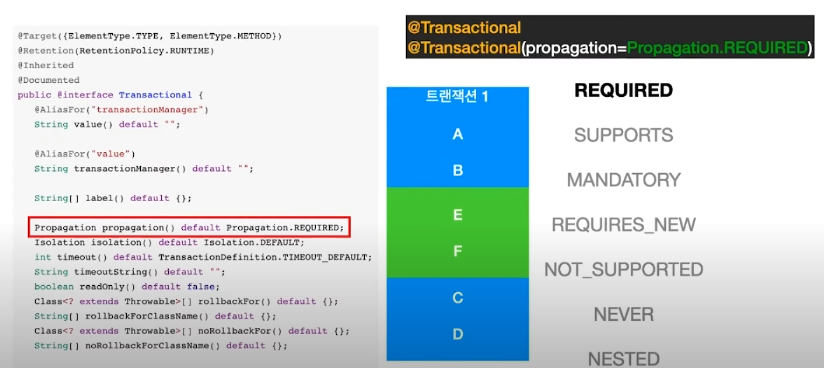 @Target({ElementType.TYPE, ElementType.METHOD})
@Retention(RetentionPolicy.RUNTIME)
@Inherited
@Documented
public @interface Transactional {
@AliasFor("transactionManager")
String value() default "";
@AliasFor("value")
String transactionManager() default "";
String[] label() default {};
Propagation propagation() default Propagation.REQUIRED;
Isolation isolation() default Isolation.DEFAULT;
int timeout() default TransactionDefinition.TIMEOUT_DEFAULT;
String timeoutString() default "";
boolean readOnly() default false;
Class<? extends Throwable>[] rollbackFor() default {};
String[] rollbackForClassName() default {};
Class<? extends Throwable>[] noRollbackFor() default {};
String[] noRollbackForClassName() default {};
@Transactional
@Transactional(propagation=Propagation.REQUIRED)
트랜잭션 1
A
B
E
F
C
D
REQUIRED
SUPPORTS
MANDATORY
REQUIRES_NEW
NOT_SUPPORTED
NEVER
NESTED